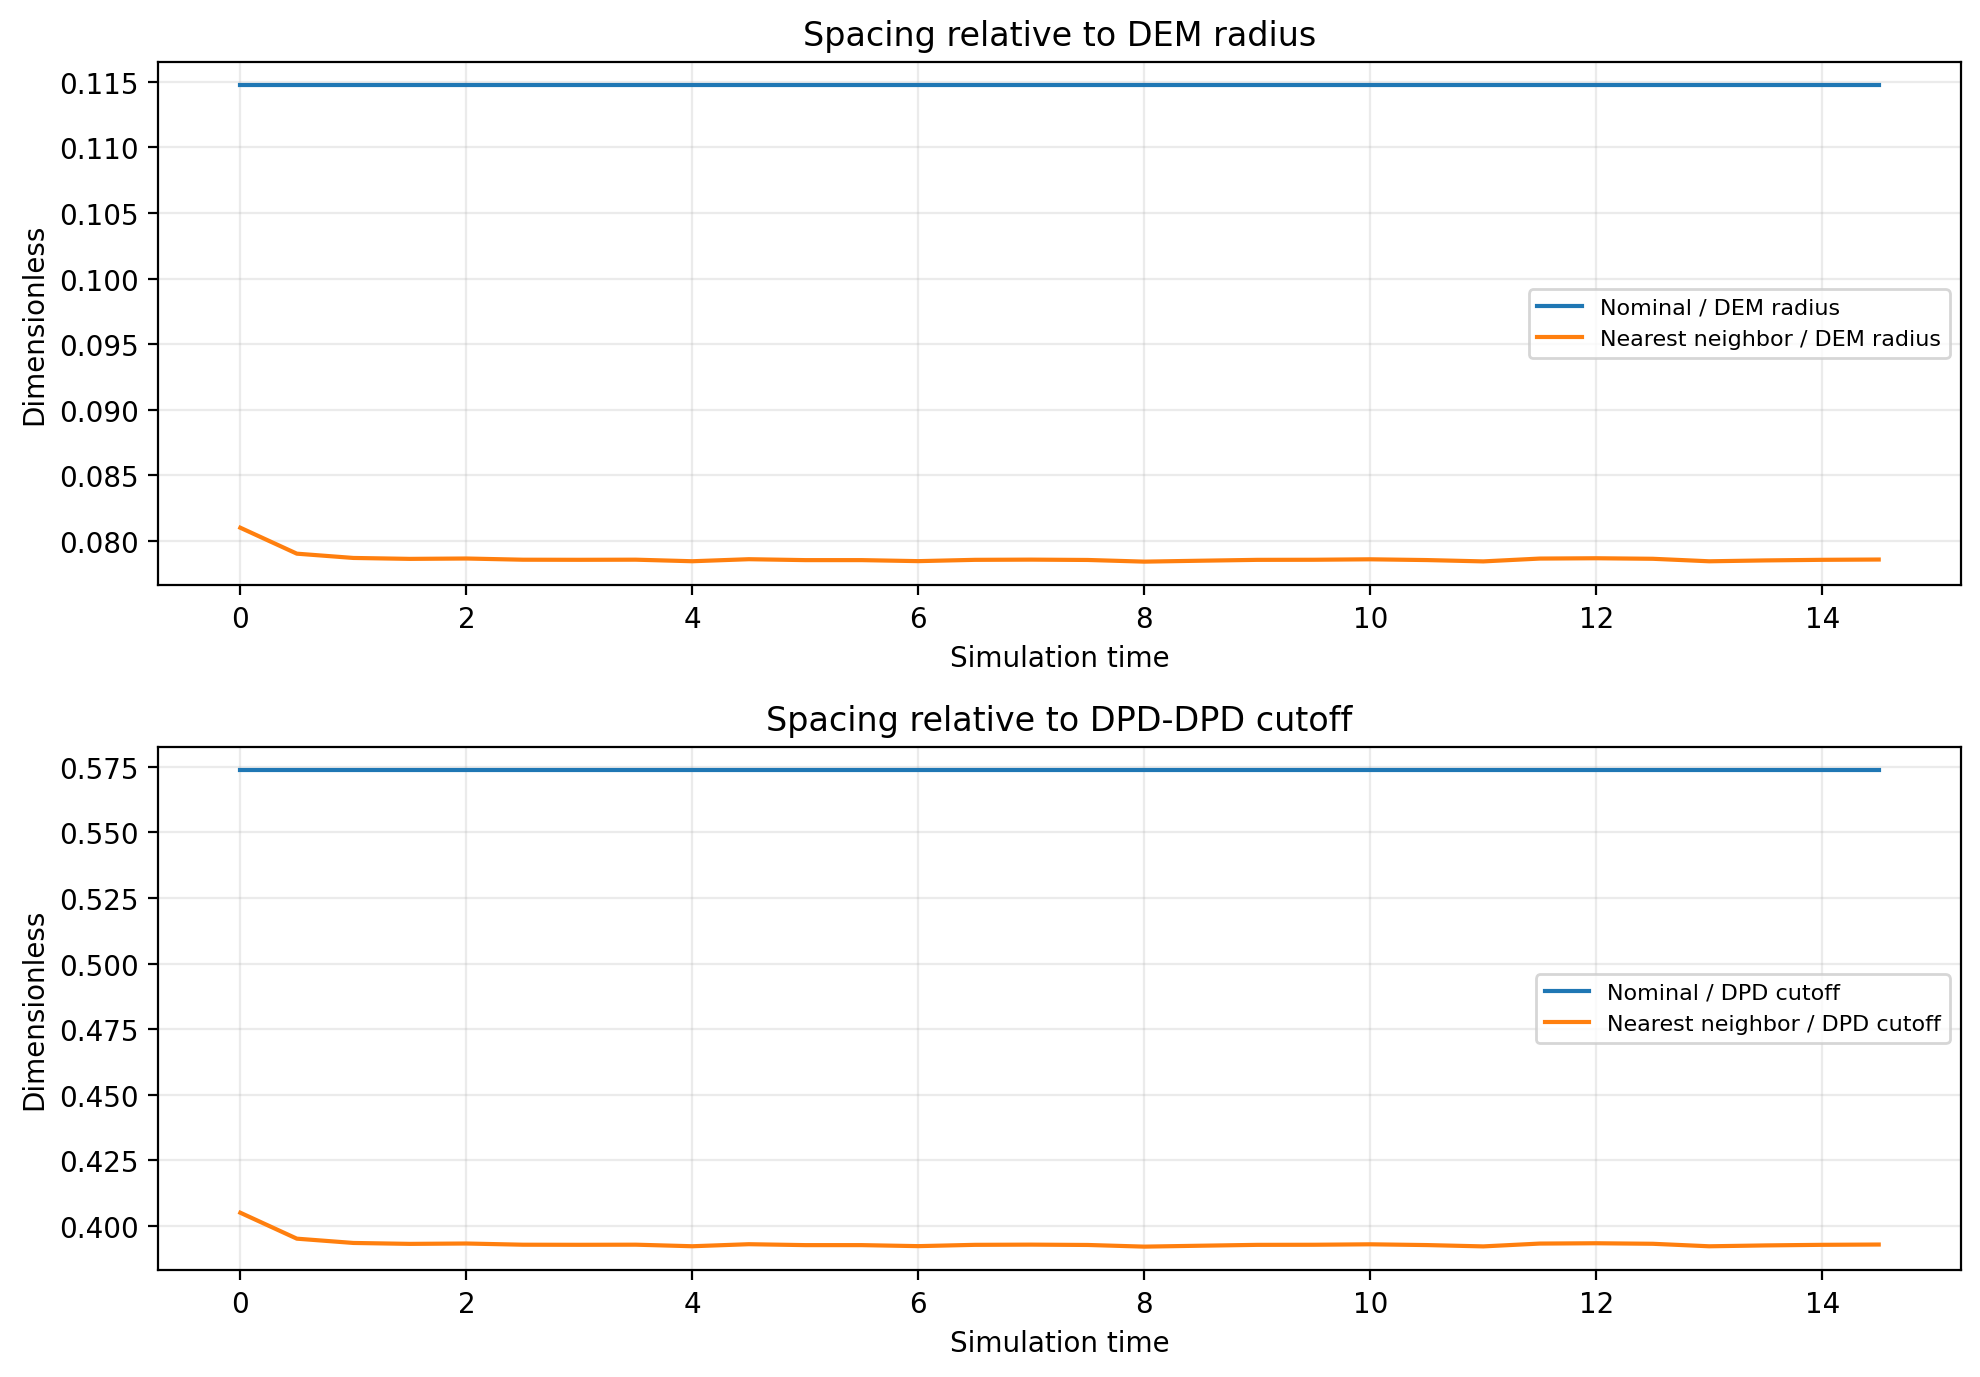 Spacing relative to DEM radius
Dimensionless
0.115
0.110
0.105
0.100
0.095
0.090
0.085
0.080
Nominal / DEM radius
Nearest neighbor / DEM radius
0 2 4 6 8 10 12 14
Simulation time
Spacing relative to DPD-DPD cutoff
Dimensionless
0.575
0.550
0.525
0.500
0.475
0.450
0.425
0.400
Nominal / DPD cutoff
Nearest neighbor / DPD cutoff
0 2 4 6 8 10 12 14
Simulation time